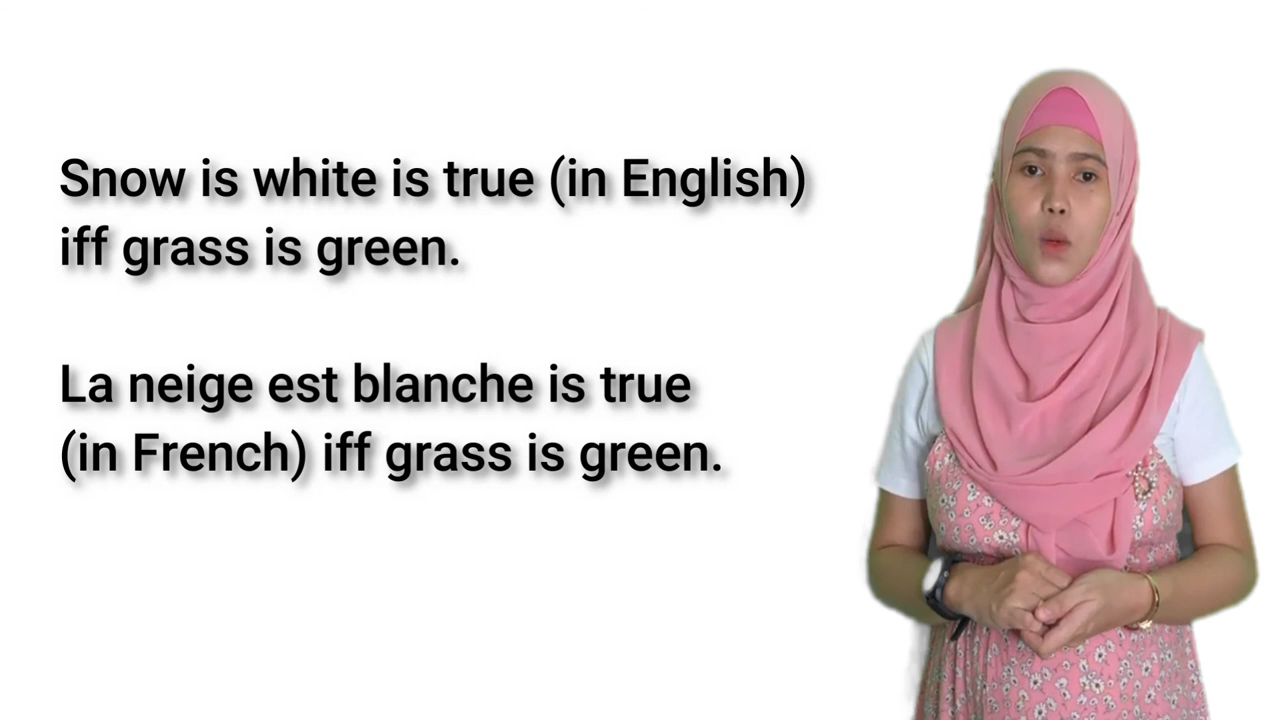 Snow is white is true (in English)
iff grass is green.
La neige est blanche is true
(in French) iff grass is green.